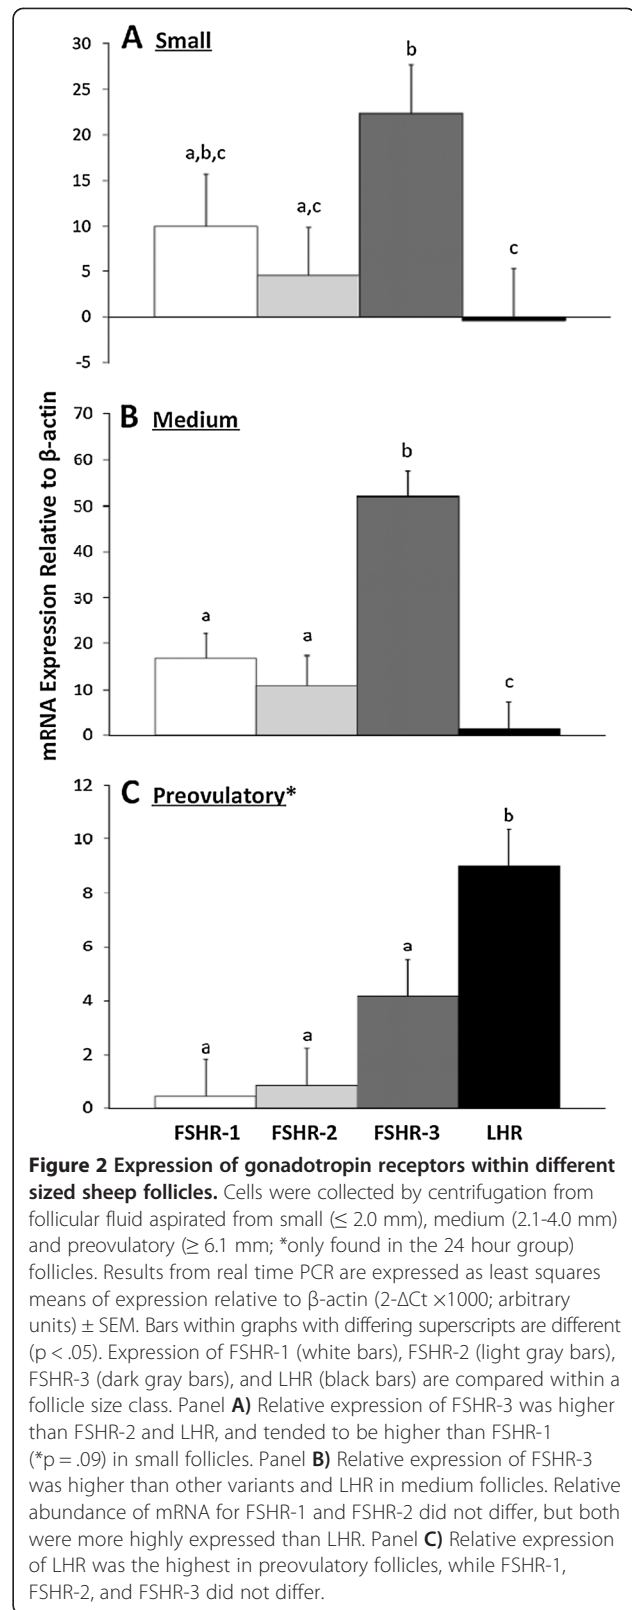 A Small
30
25
20
15
10
5
0
-5
a,b,c
a,c
b
c
mRNA Expression Relative to β-actin
B Medium
70
60
50
40
30
20
10
0
a
a
b
c
C Preovulatory*
12
10
8
6
4
2
0
a
a
a
b
FSHR-1 FSHR-2 FSHR-3 LHR
Figure 2 Expression of gonadotropin receptors within different
sized sheep follicles. Cells were collected by centrifugation from
follicular fluid aspirated from small (≤ 2.0 mm), medium (2.1-4.0 mm)
and preovulatory (≥ 6.1 mm; *only found in the 24 hour group)
follicles. Results from real time PCR are expressed as least squares
means of expression relative to β-actin (2-ΔCt ×1000; arbitrary
units) ± SEM. Bars within graphs with differing superscripts are different
(p < .05). Expression of FSHR-1 (white bars), FSHR-2 (light gray bars),
FSHR-3 (dark gray bars), and LHR (black bars) are compared within a
follicle size class. Panel A) Relative expression of FSHR-3 was higher
than FSHR-2 and LHR, and tended to be higher than FSHR-1
(*p = .09) in small follicles. Panel B) Relative expression of FSHR-3
was higher than other variants and LHR in medium follicles. Relative
abundance of mRNA for FSHR-1 and FSHR-2 did not differ, but both
were more highly expressed than LHR. Panel C) Relative expression
of LHR was the highest in preovulatory follicles, while FSHR-1,
FSHR-2, and FSHR-3 did not differ.